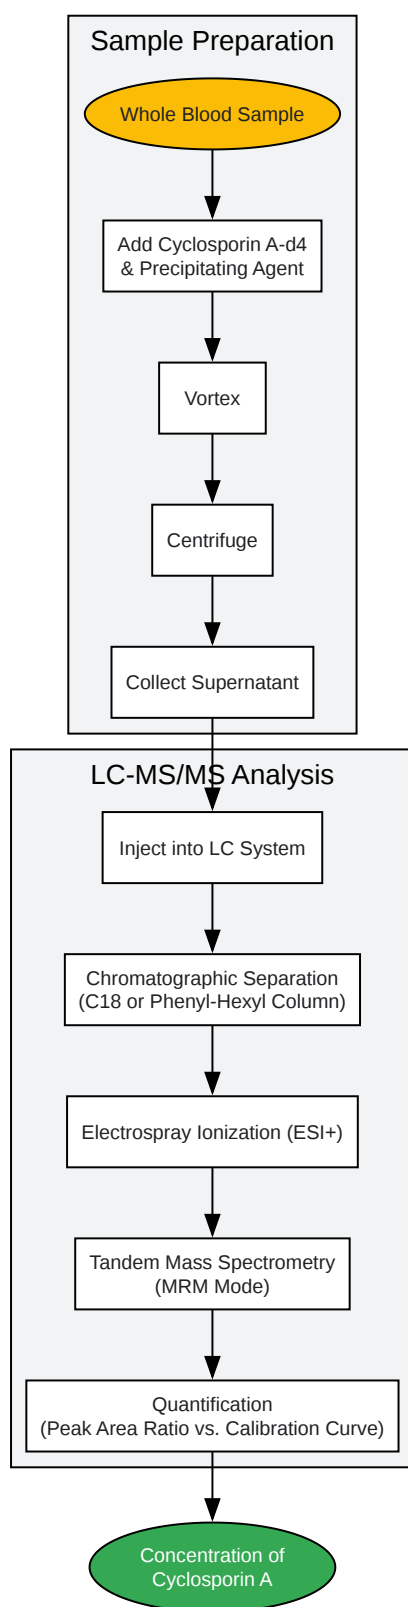 Sample Preparation
Whole Blood Sample
Add Cyclosporin A-d4
& Precipitating Agent
Vortex
Centrifuge
Collect Supernatant
LC-MS/MS Analysis
Inject into LC System
Chromatographic Separation
(C18 or Phenyl-Hexyl Column)
Electrospray Ionization (ESI+)
Tandem Mass Spectrometry
(MRM Mode)
Quantification
(Peak Area Ratio vs. Calibration Curve)
Concentration of
Cyclosporin A